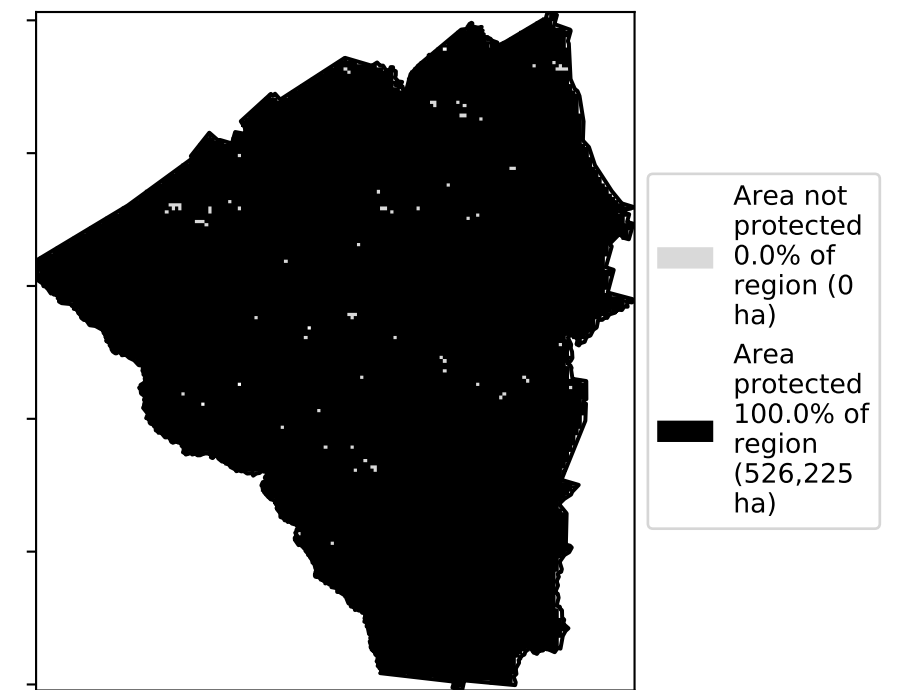 Area not
protected
0.0% of
region (0
ha)
Area
protected
100.0% of
region
(526,225
ha)